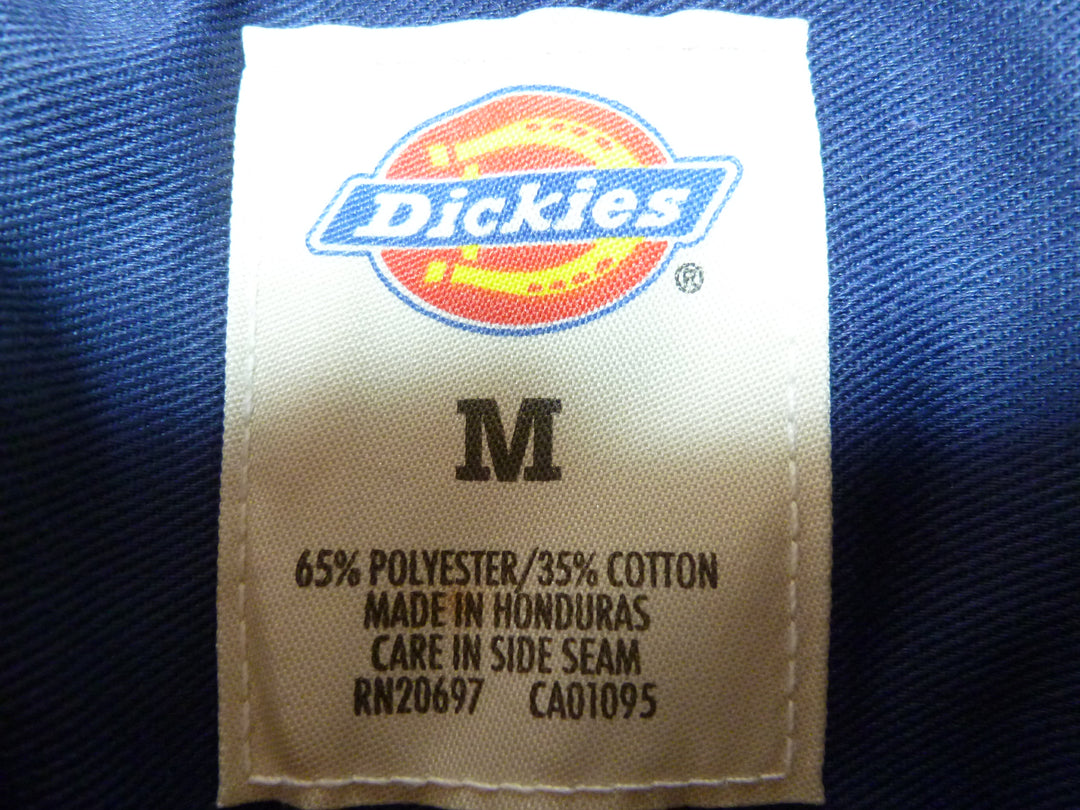 Dickies
®
M
65% POLYESTER/35% COTTON
MADE IN HONDURAS
CARE IN SIDE SEAM
RN20697 CA01095